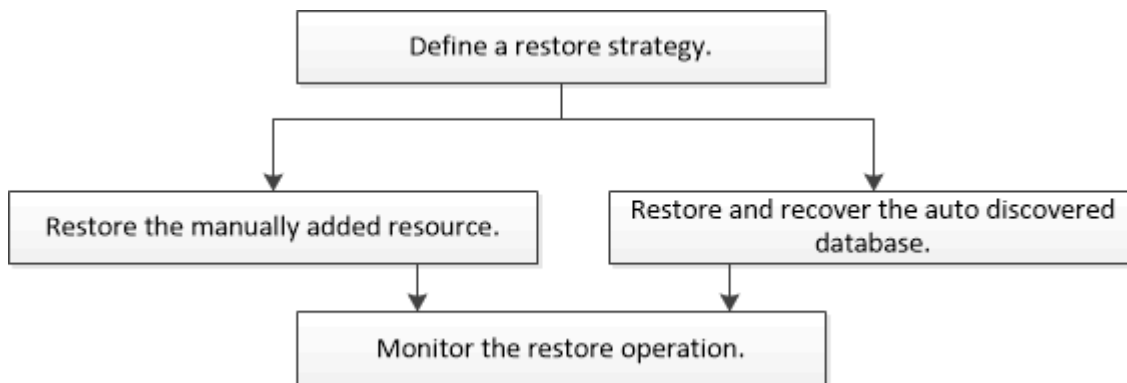 Define a restore strategy.
Restore the manually added resource.
Restore and recover the auto discovered
database.
Monitor the restore operation.